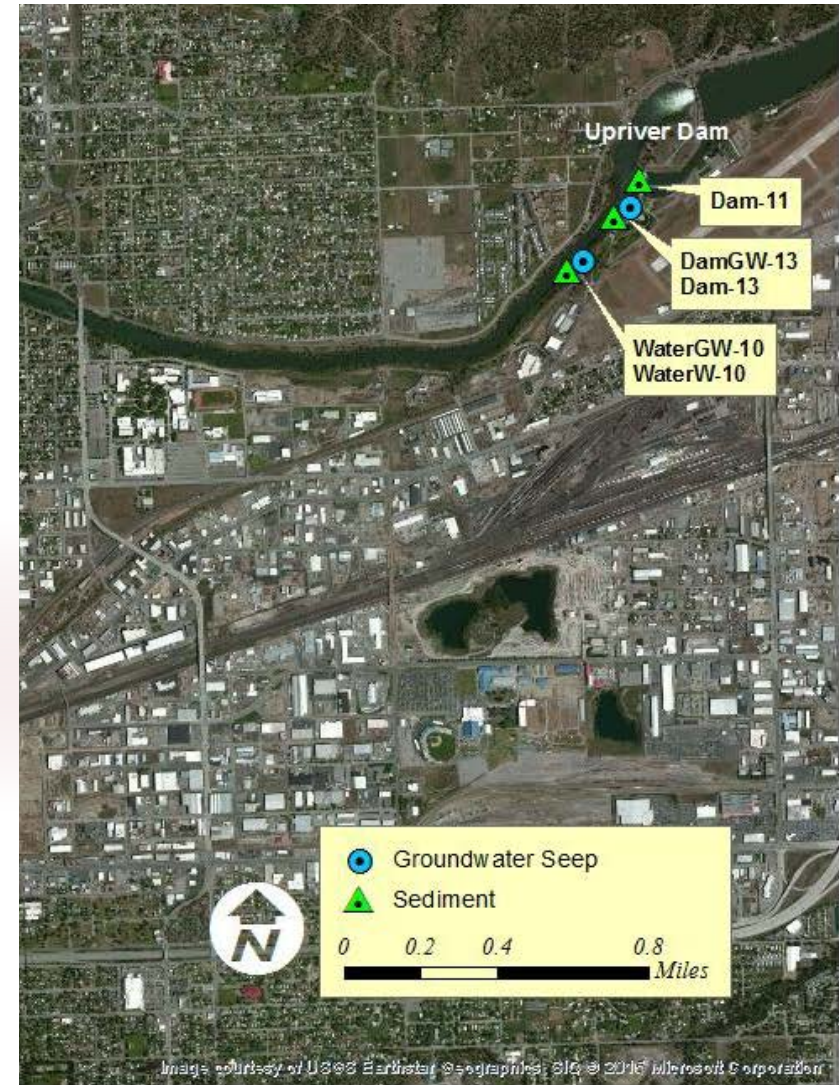 Upriver Dam
Dam-11
DamGW-13
Dam-13
WaterGW-10
WaterW-10
Groundwater Seep
Sediment
N
0 0.2 0.4 0.8
Miles
Image courtesy of USGS Earthstar Geographics SIO © 2016 Microsoft Corporation